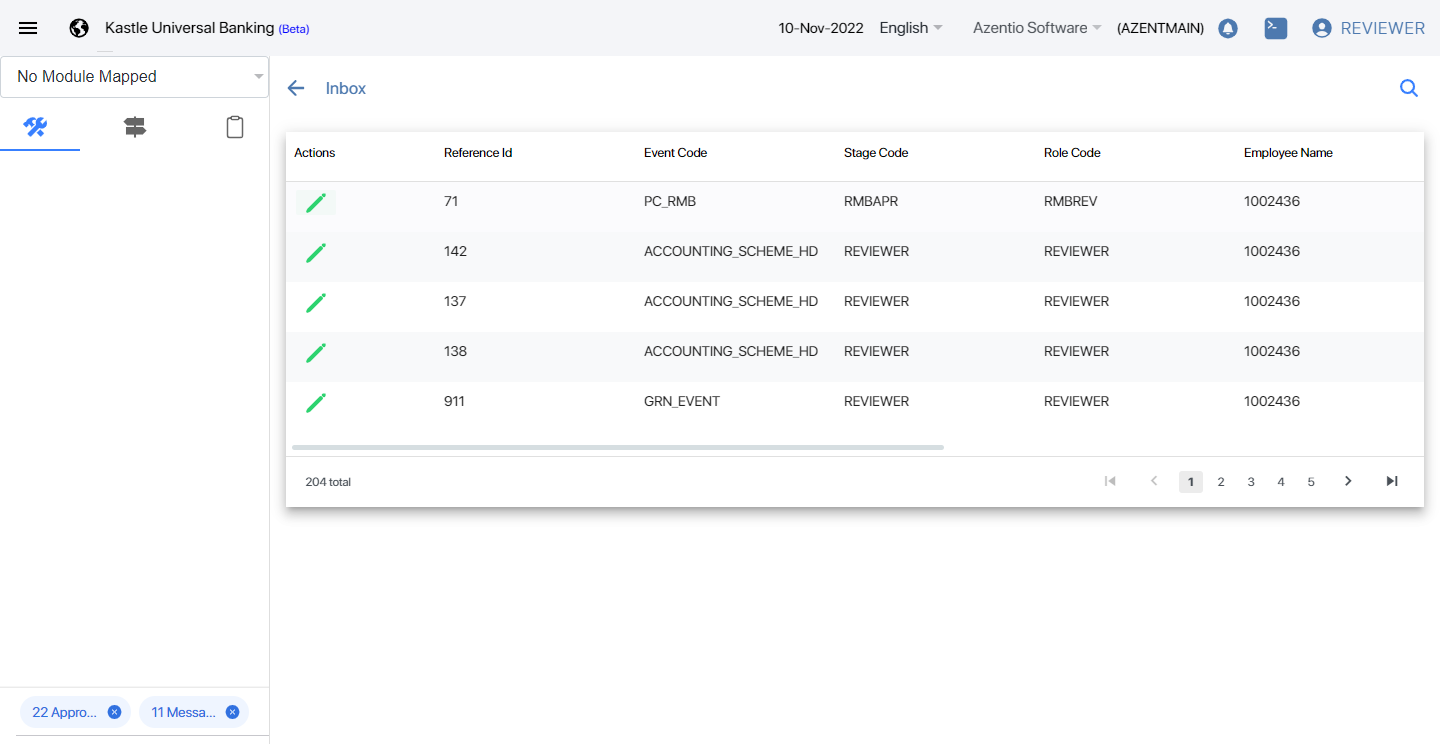 Kastle Universal Banking (Beta) 10-Nov-2022 English Azentio Software (AZENTMAIN) REVIEWER
No Module Mapped
Inbox
Actions Reference Id Event Code Stage Code Role Code Employee Name
71 PC_RMB RMBAPR RMBREV 1002436
142 ACCOUNTING_SCHEME_HD REVIEWER REVIEWER 1002436
137 ACCOUNTING_SCHEME_HD REVIEWER REVIEWER 1002436
138 ACCOUNTING_SCHEME_HD REVIEWER REVIEWER 1002436
911 GRN_EVENT REVIEWER REVIEWER 1002436
204 total 1 2 3 4 5
22 Appro... 11 Messa...